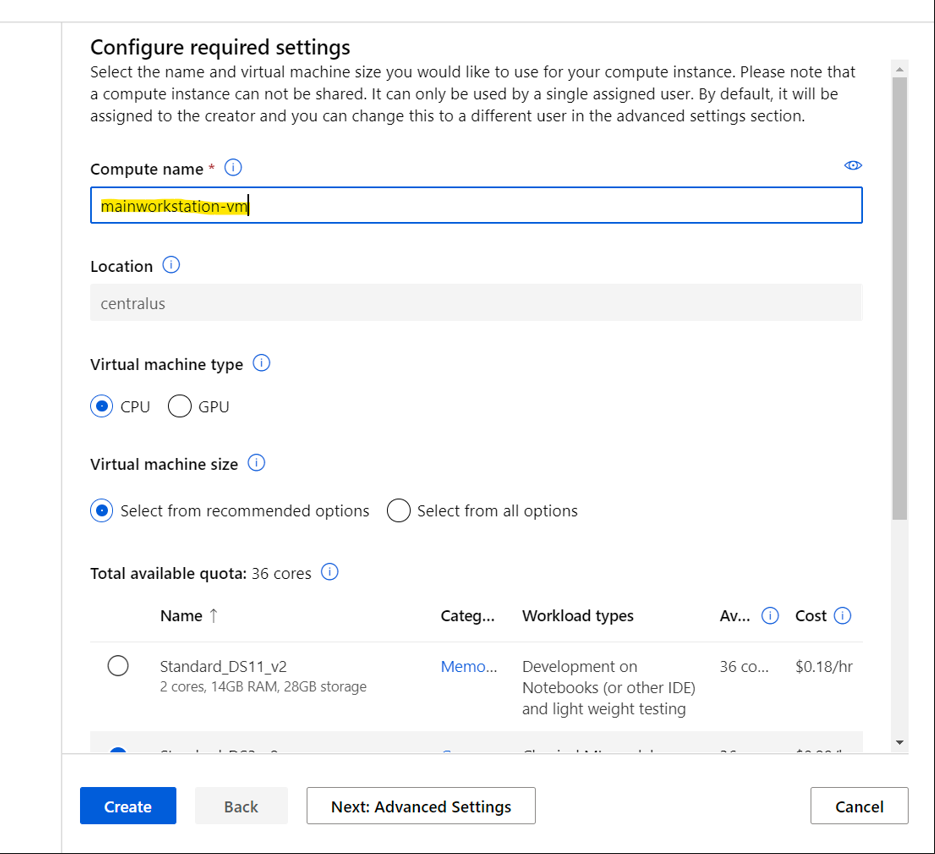 Configure required settings
Select the name and virtual machine size you would like to use for your compute instance. Please note that
a compute instance can not be shared. It can only be used by a single assigned user. By default, it will be
assigned to the creator and you can change this to a different user in the advanced settings section.
Compute name *
mainworkstation-vm
Location
centralus
Virtual machine type
CPU GPU
Virtual machine size
Select from recommended options Select from all options
Total available quota: 36 cores
Name ↑ Categ... Workload types Av... Cost
Standard_DS11_v2 Memo... Development on 36 co... $0.18/hr
2 cores, 14GB RAM, 28GB storage Notebooks (or other IDE)
and light weight testing
Create Back Next: Advanced Settings Cancel